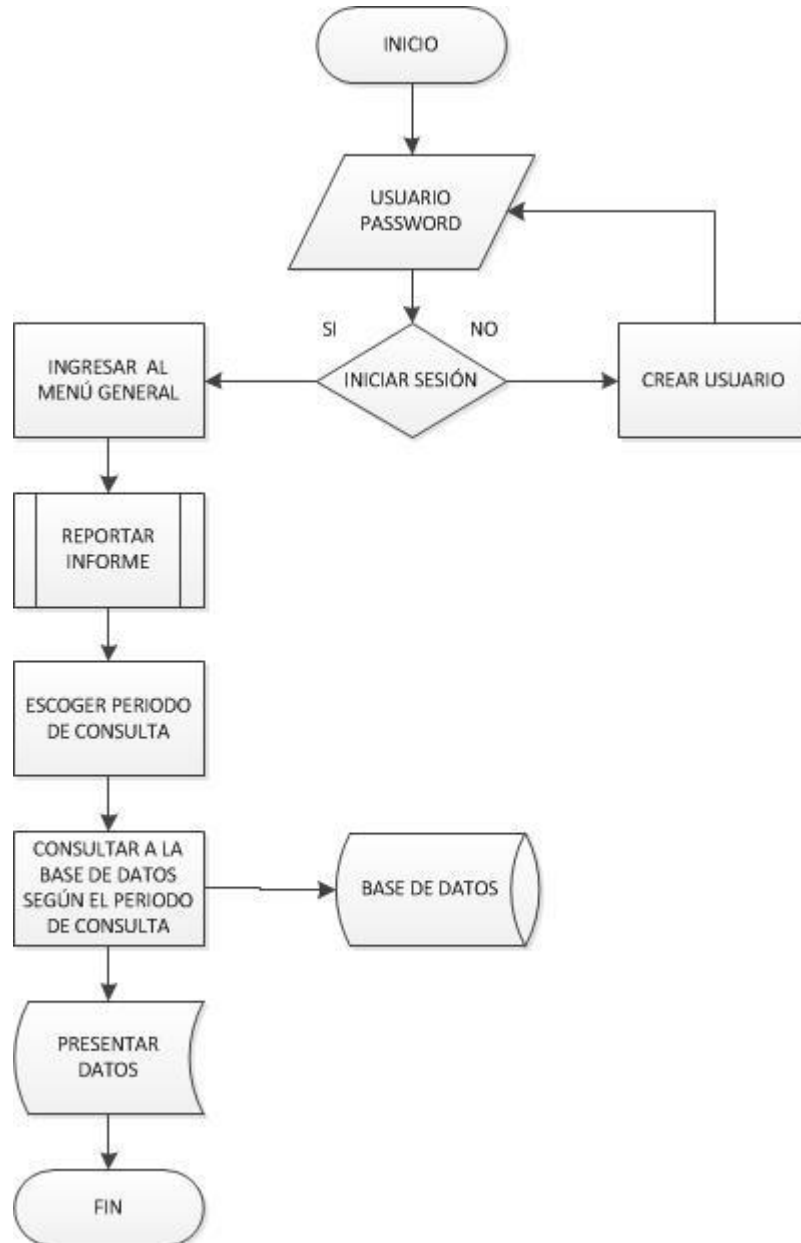 INICIO
USUARIO
PASSWORD
SI
NO
INGRESAR AL
MENÚ GENERAL
INICIAR SESIÓN
CREAR USUARIO
REPORTAR
INFORME
ESCOGER PERIODO
DE CONSULTA
CONSULTAR A LA
BASE DE DATOS
SEGÚN EL PERIODO
DE CONSULTA
BASE DE DATOS
PRESENTAR
DATOS
FIN